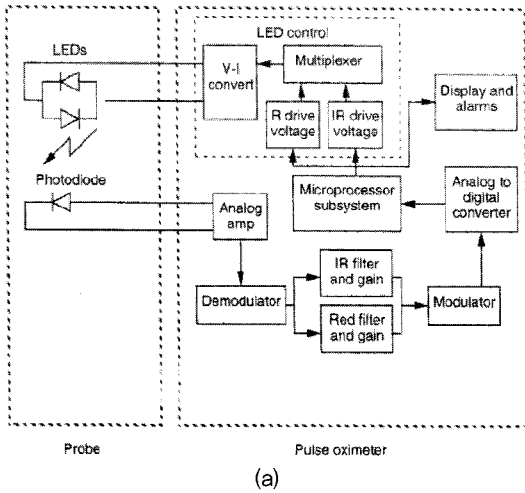 LED control
LEDs
V-I
convert
Multiplexer
R drive
voltage
IR drive
voltage
Display and
alarms
Photodiode
Microprocessor
subsystem
Analog to
digital
converter
Analog
amp
IR filter
and gain
Demodulator
Modulator
Red filter
and gain
Probe
Pulse oximeter
(a)